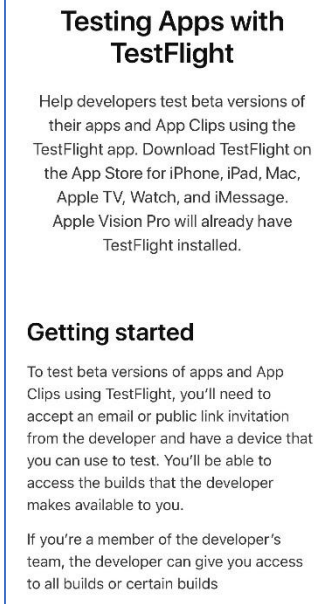 Testing Apps with
TestFlight
Help developers test beta versions of
their apps and App Clips using the
TestFlight app. Download TestFlight on
the App Store for iPhone, iPad, Mac,
Apple TV, Watch, and iMessage.
Apple Vision Pro will already have
TestFlight installed.
Getting started
To test beta versions of apps and App
Clips using TestFlight, you’ll need to
accept an email or public link invitation
from the developer and have a device that
you can use to test. You’ll be able to
access the builds that the developer
makes available to you.
If you’re a member of the developer’s
team, the developer can give you access
to all builds or certain builds